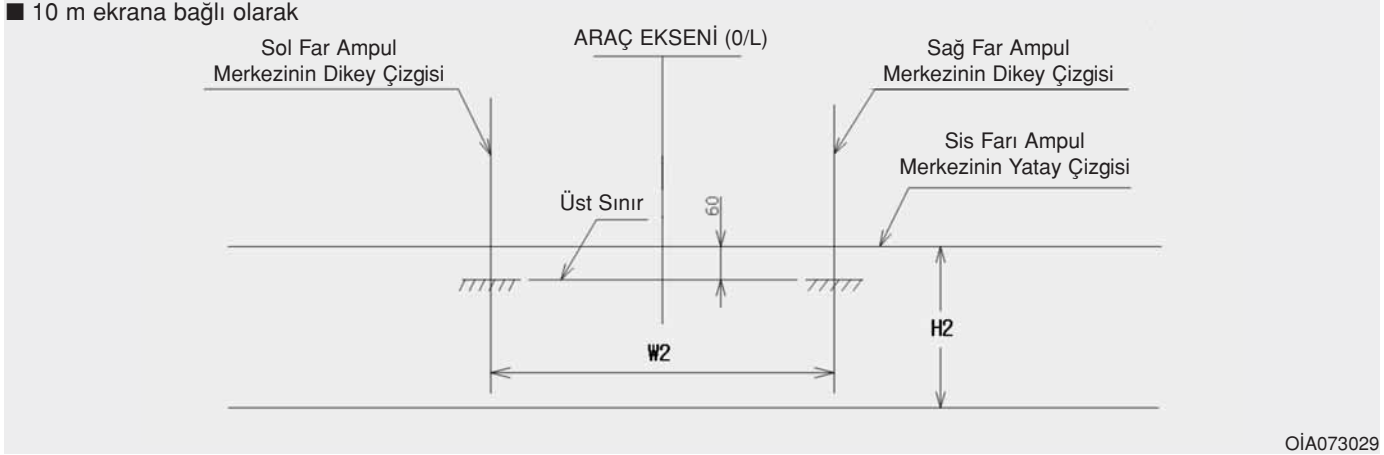 ■ 10 m ekrana bağlı olarak
ARAÇ EKSENİ (0/L)
Sol Far Ampul
Merkezinin Dikey Çizgisi
Sağ Far Ampul
Merkezinin Dikey Çizgisi
Sis Farı Ampul
Merkezinin Yatay Çizgisi
Üst Sınır
60
H2
W2
OİA073029